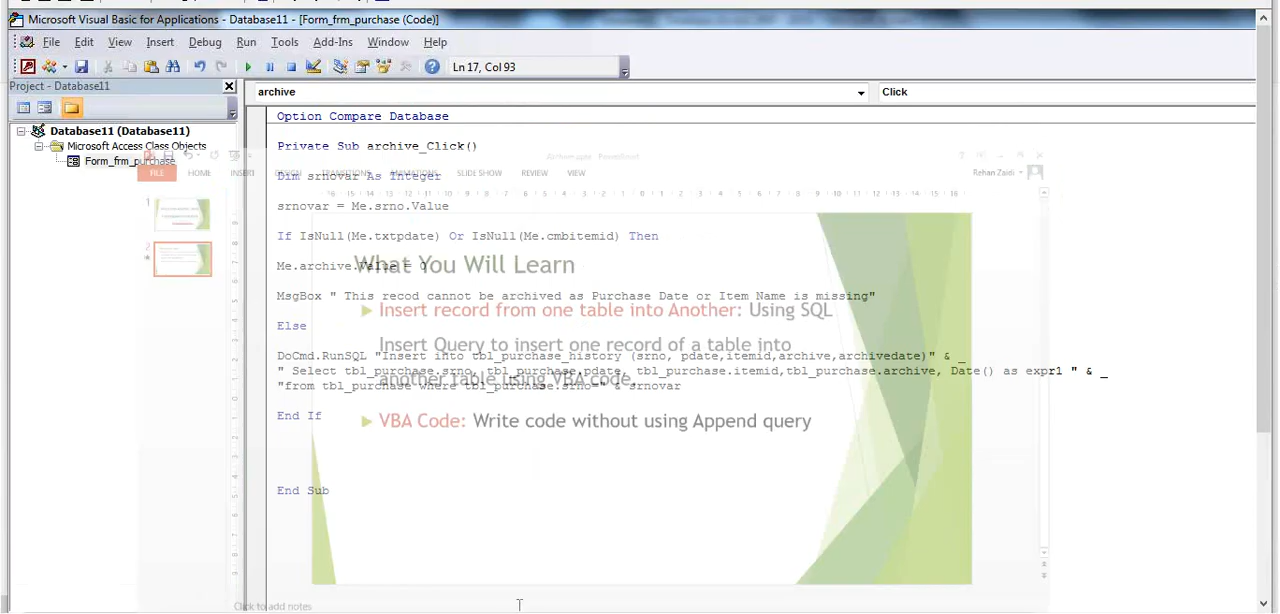 Microsoft Visual Basic for Applications - Database11 - [Form_frm_purchase (Code)]
File Edit View Insert Debug Run Tools Add-Ins Window Help
Ln 17, Col 93
Project - Database11
archive
Click
Database11 (Database11)
Microsoft Access Class Objects
Form_frm_purchase
Option Compare Database
Private Sub archive_Click()
Dim srnovar As Integer
srnovar = Me.srno.Value
If IsNull(Me.txtpdate) Or IsNull(Me.cmbitemid) Then
Me.archive.Value = 0
MsgBox " This recod cannot be archived as Purchase Date or Item Name is missing"
Else
DoCmd.RunSQL "Insert into tbl_purchase_history (srno, pdate,itemid,archive,archivedate)" & _
" Select tbl_purchase.srno, tbl_purchase.pdate, tbl_purchase.itemid,tbl_purchase.archive, Date() as expr1 " & _
"from tbl_purchase where tbl_purchase.srno=" & srnovar
End If
End Sub
FILE HOME INSERT TRANSITIONS ANIMATIONS SLIDE SHOW REVIEW VIEW
Rehan Zaidi
1
2
What You Will Learn
Insert record from one table into Another: Using SQL
Insert Query to insert one record of a table into
another table using VBA code.
VBA Code: Write code without using Append query
Click to add notes